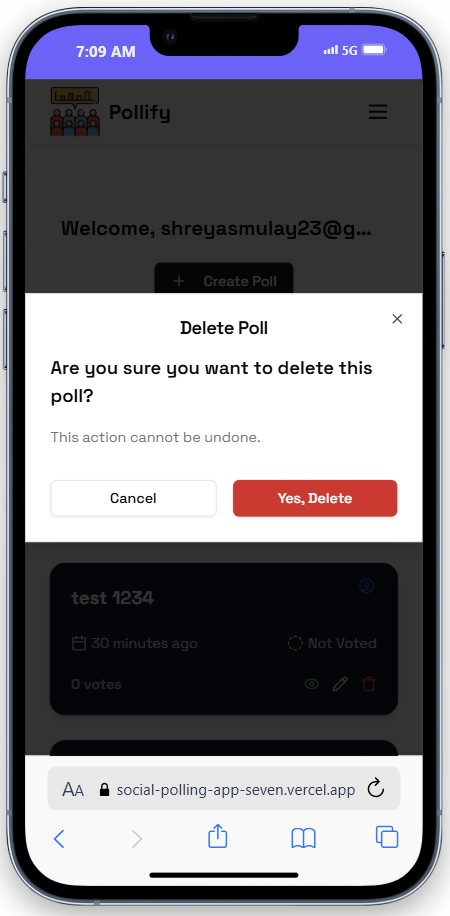 7:09 AM
5G
Pollify
Welcome, shreyasmulay23@g...
+ Create Poll
Delete Poll
Are you sure you want to delete this
poll?
This action cannot be undone.
Cancel
Yes, Delete
test 1234
30 minutes ago
Not Voted
0 votes
AA social-polling-app-seven.vercel.app